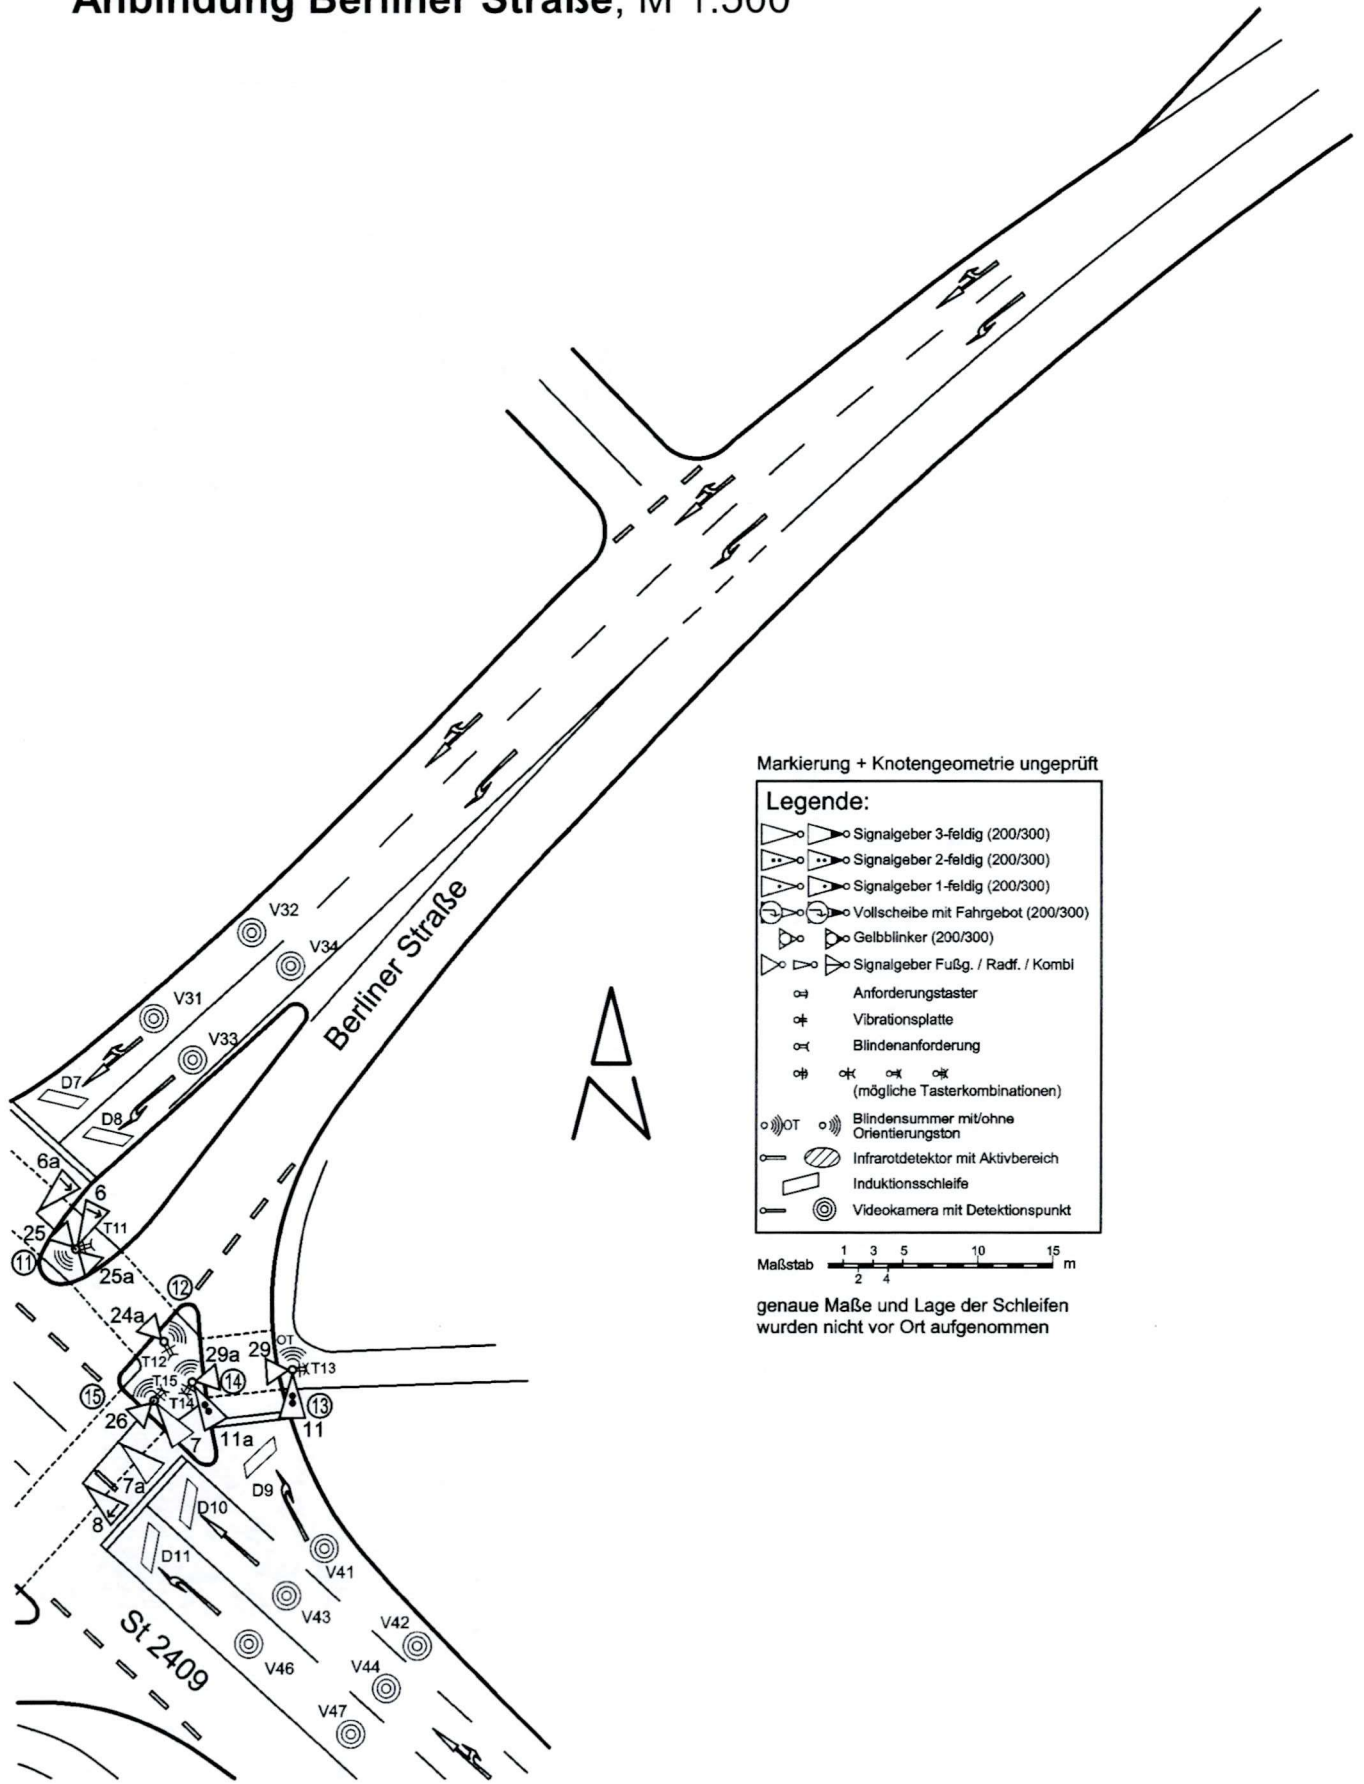 Anbindung Berliner Straße, M 1:500
V32
V34
Berliner Straße
V31
V33
D7
D8
6a
6
T11
25
11
25a
12
24a
OT
29
29a
T12
T13
T15
14
15
T14
13
26
7
11a
11
7a
D9
8
D10
D11
V41
V43
V42
St 2409
V46
V44
V47
Markierung + Knotengeometrie ungeprüft
Legende:
Signalgeber 3-feldig (200/300)
Signalgeber 2-feldig (200/300)
Signalgeber 1-feldig (200/300)
Vollscheibe mit Fahrgebot (200/300)
Gelbblinker (200/300)
Signalgeber Fußg. / Radf. / Kombi
Anforderungstaster
Vibrationsplatte
Blindenanforderung
(mögliche Tasterkombinationen)
OT Blindensummer mit/ohne
Orientierungston
Infrarotdetektor mit Aktivbereich
Induktionsschleife
Videokamera mit Detektionspunkt
1 3 5 10 15
Maßstab m
2 4
genaue Maße und Lage der Schleifen
wurden nicht vor Ort aufgenommen
N